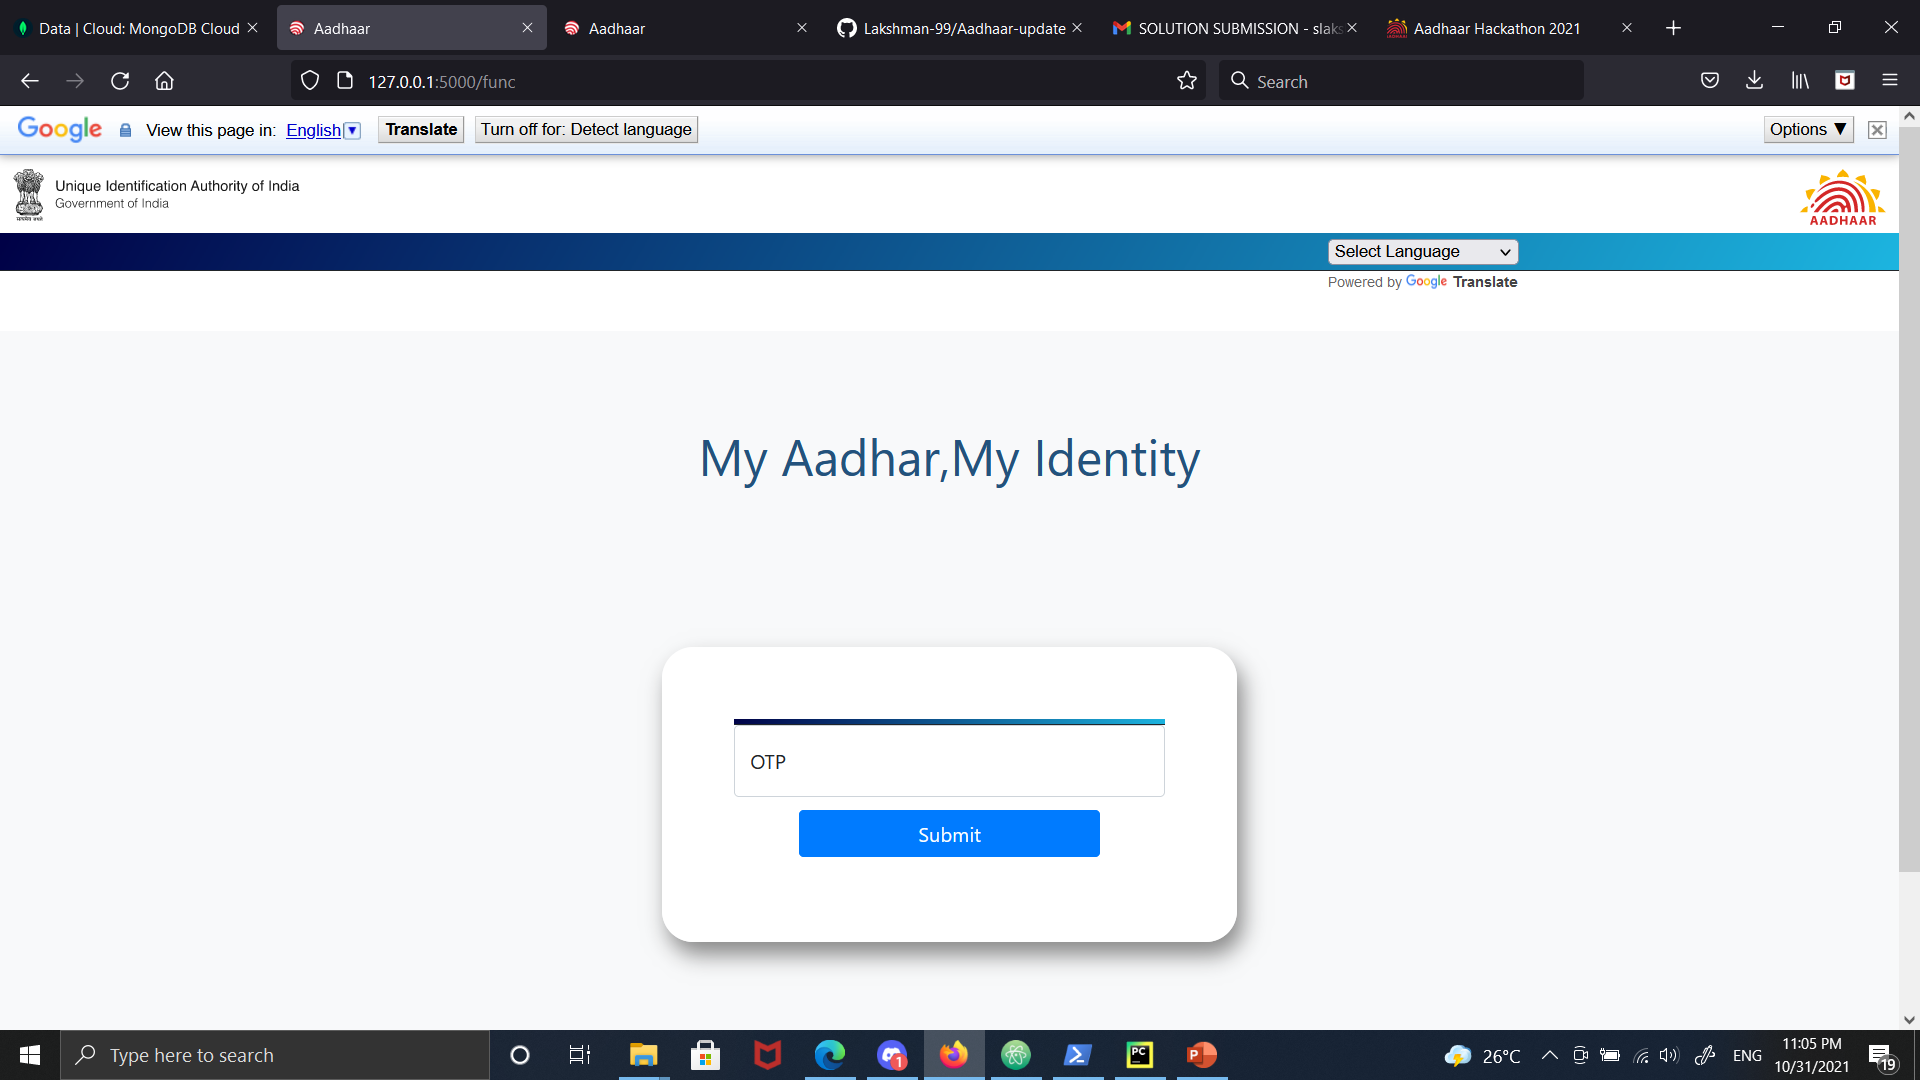 Data | Cloud: MongoDB Cloud
Aadhaar
Aadhaar
Lakshman-99/Aadhaar-update
SOLUTION SUBMISSION - slaks
Aadhaar Hackathon 2021
127.0.0.1:5000/func
Search
Google View this page in: English Translate Turn off for: Detect language Options
Unique Identification Authority of India
Government of India
AADHAAR
Select Language
Powered by Google Translate
My Aadhar,My Identity
OTP
Submit
Type here to search
1
PC
P
26°C
ENG
11:05 PM
10/31/2021
19